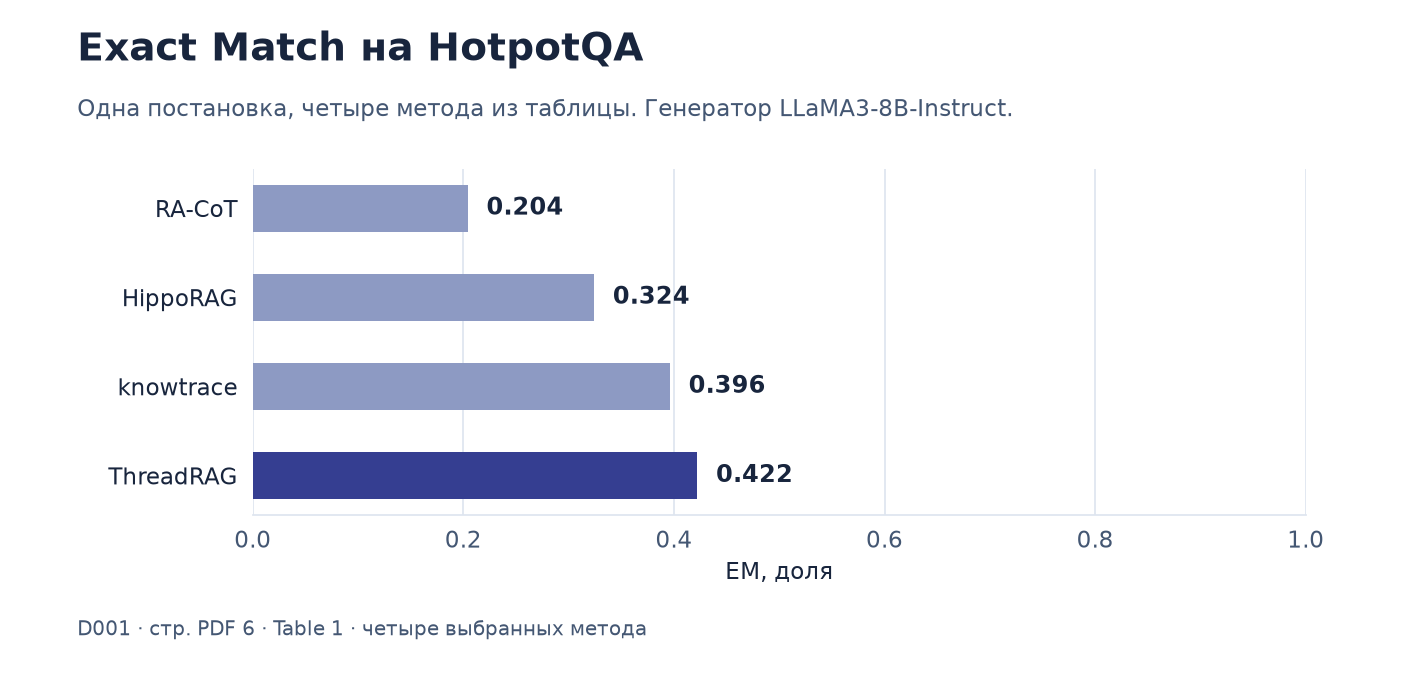 Exact Match на HotpotQA
Одна постановка, четыре метода из таблицы. Генератор LLaMA3-8B-Instruct.
RA-CoT 0.204
HippoRAG 0.324
knowtrace 0.396
ThreadRAG 0.422
0.0 0.2 0.4 0.6 0.8 1.0
EM, доля
D001 · стр. PDF 6 · Table 1 · четыре выбранных метода